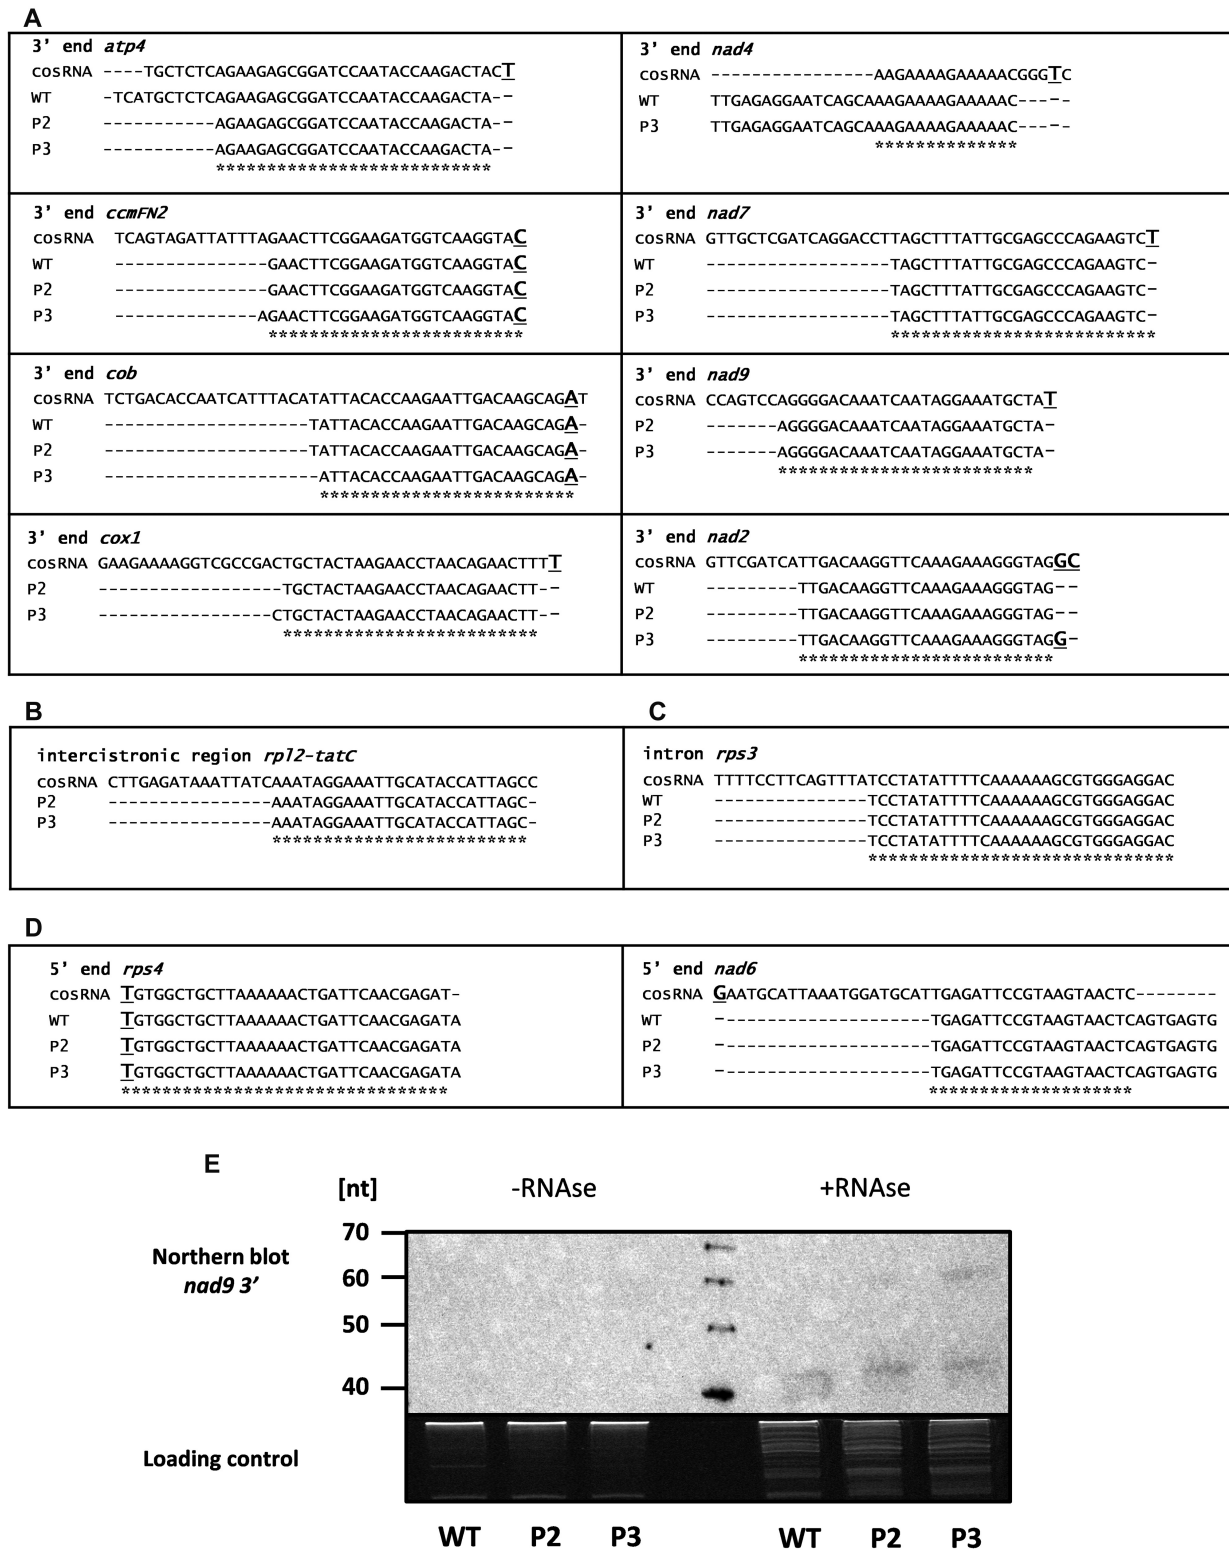 A
3’ end atp4
cosRNA ----TGCTCTCAGAAGAGCGGATCCAATACCAAGACTACT
WT -TCATGCTCTCAGAAGAGCGGATCCAATACCAAGACTA--
P2 -----------AGAAGAGCGGATCCAATACCAAGACTA--
P3 -----------AGAAGAGCGGATCCAATACCAAGACTA--
***************************
3’ end nad4
cosRNA ----------------AAGAAAAGAAAAACGGGTC
WT TTGAGAGGAATCAGCAAAGAAAAGAAAAAC-----
P3 TTGAGAGGAATCAGCAAAGAAAAGAAAAAC-----
**************
3’ end ccmFN2
cosRNA TCAGTAGATTATTTAGAACTTCGGAAGATGGTCAAGGTAC
WT ---------------GAACTTCGGAAGATGGTCAAGGTAC
P2 ---------------GAACTTCGGAAGATGGTCAAGGTAC
P3 --------------AGAACTTCGGAAGATGGTCAAGGTAC
*************************
3’ end nad7
cosRNA GTTGCTCGATCAGGACCTTAGCTTTATTGCGAGCCCAGAAGTCT
WT ------------------TAGCTTTATTGCGAGCCCAGAAGTC-
P2 ------------------TAGCTTTATTGCGAGCCCAGAAGTC-
P3 ------------------TAGCTTTATTGCGAGCCCAGAAGTC-
**************************
3’ end cob
cosRNA TCTGACACCAATCATTTACATATTACACCAAGAATTGACAAGCAGAT
WT --------------------TATTACACCAAGAATTGACAAGCAGA-
P2 --------------------TATTACACCAAGAATTGACAAGCAGA-
P3 ---------------------ATTACACCAAGAATTGACAAGCAGA-
*************************
3’ end nad9
cosRNA CCAGTCCAGGGGACAAATCAATAGGAAATGCTAT
P2 -------AGGGGACAAATCAATAGGAAATGCTA-
P3 -------AGGGGACAAATCAATAGGAAATGCTA-
*************************
3’ end cox1
cosRNA GAAGAAAAGGTCGCCGACTGCTACTAAGAACCTAACAGAACTTTT
P2 ------------------TGCTACTAAGAACCTAACAGAACTT--
P3 -----------------CTGCTACTAAGAACCTAACAGAACTT--
*************************
3’ end nad2
cosRNA GTTCGATCATTGACAAGGTTCAAAGAAAGGGTAGGC
WT ---------TTGACAAGGTTCAAAGAAAGGGTAG--
P2 ---------TTGACAAGGTTCAAAGAAAGGGTAG--
P3 ---------TTGACAAGGTTCAAAGAAAGGGTAGG-
*************************
B
intercistronic region rpl2-tatC
cosRNA CTTGAGATAAATTATCAAATAGGAAATTGCATACCATTAGCC
P2 ----------------AAATAGGAAATTGCATACCATTAGC-
P3 ----------------AAATAGGAAATTGCATACCATTAGC-
*************************
C
intron rps3
cosRNA TTTTCCTTCAGTTTATCCTATATTTTCAAAAAAGCGTGGGAGGAC
WT ---------------TCCTATATTTTCAAAAAAGCGTGGGAGGAC
P2 ---------------TCCTATATTTTCAAAAAAGCGTGGGAGGAC
P3 ---------------TCCTATATTTTCAAAAAAGCGTGGGAGGAC
******************************
D
5’ end rps4
cosRNA TGTGGCTGCTTAAAAAACTGATTCAACGAGAT-
WT TGTGGCTGCTTAAAAAACTGATTCAACGAGATA
P2 TGTGGCTGCTTAAAAAACTGATTCAACGAGATA
P3 TGTGGCTGCTTAAAAAACTGATTCAACGAGATA
********************************
5’ end nad6
cosRNA GAATGCATTAAATGGATGCATTGAGATTCCGTAAGTAACTC--------
WT ---------------------TGAGATTCCGTAAGTAACTCAGTGAGTG
P2 ---------------------TGAGATTCCGTAAGTAACTCAGTGAGTG
P3 ---------------------TGAGATTCCGTAAGTAACTCAGTGAGTG
********************
E
[nt] -RNAse +RNAse
70
Northern blot
nad9 3’
60
50
40
Loading control
WT P2 P3 WT P2 P3